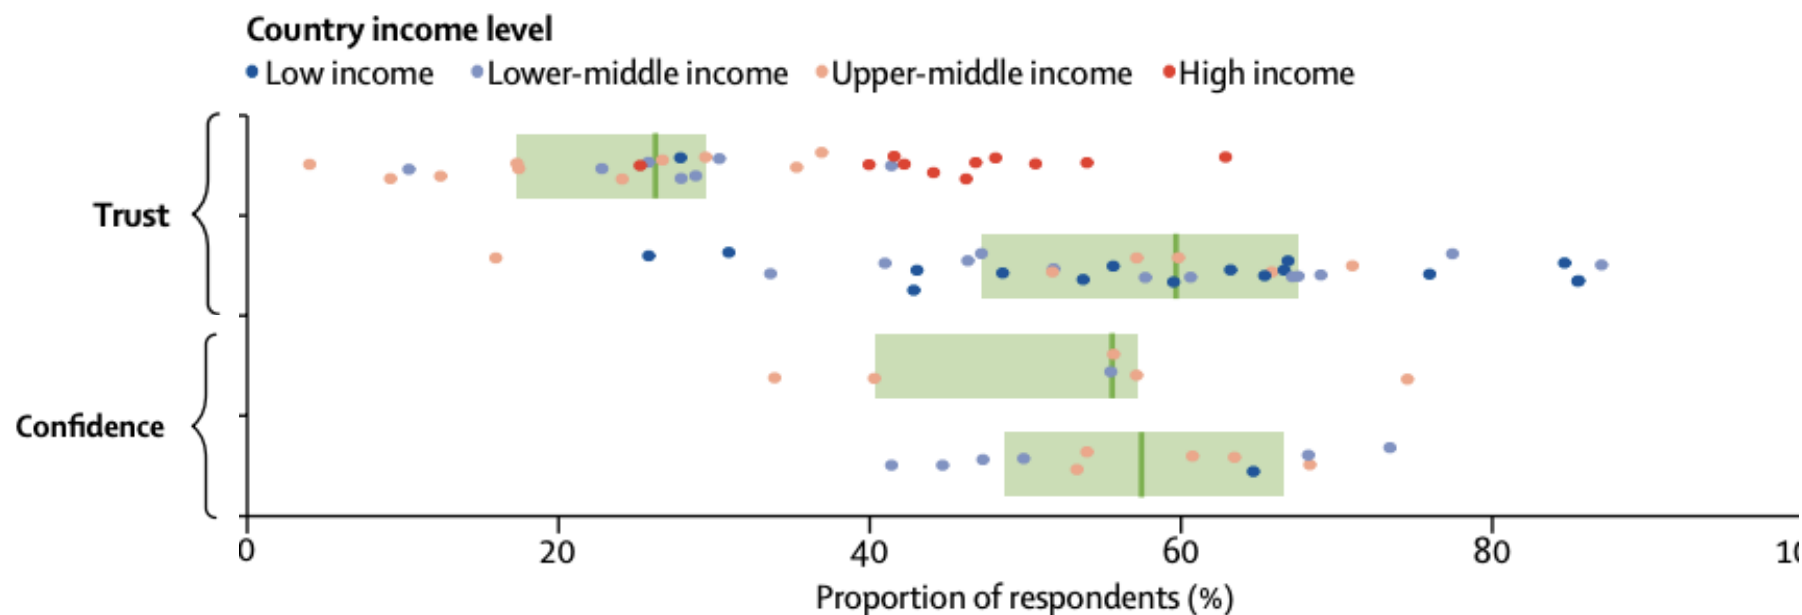 Country income level
Low income Lower-middle income Upper-middle income High income
Trust
Confidence
0 20 40 60 80 10
Proportion of respondents (%)